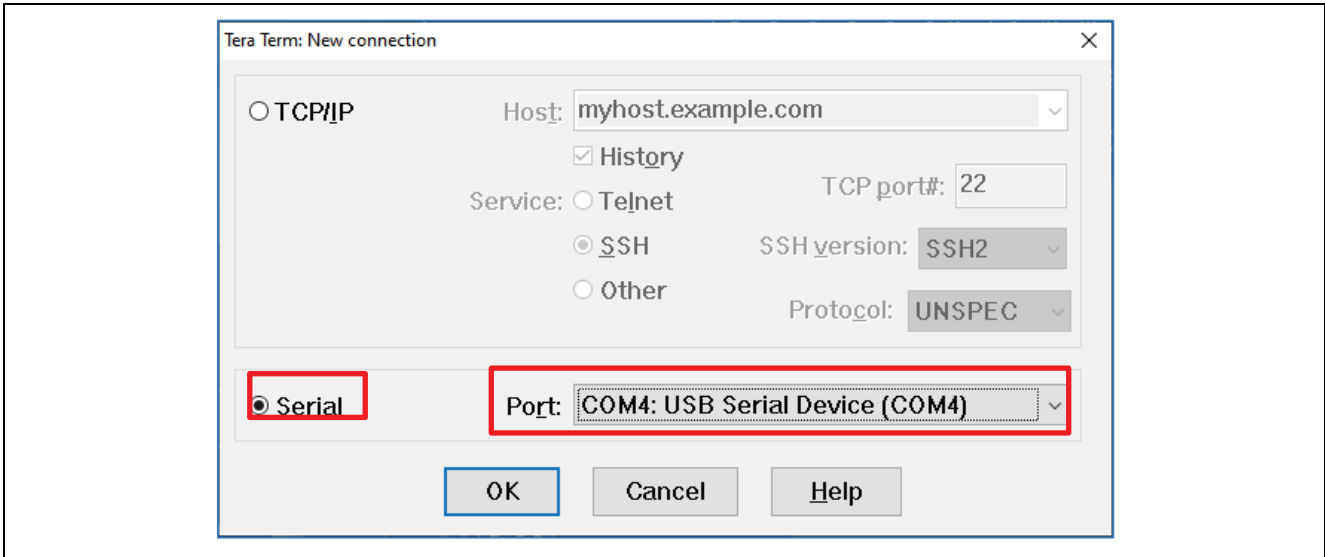 Tera Term: New connection
TCP/IP
Host: myhost.example.com
History
Service: Telnet
TCP port#: 22
SSH
SSH version: SSH2
Other
Protocol: UNSPEC
Serial
Port: COM4: USB Serial Device (COM4)
OK Cancel Help